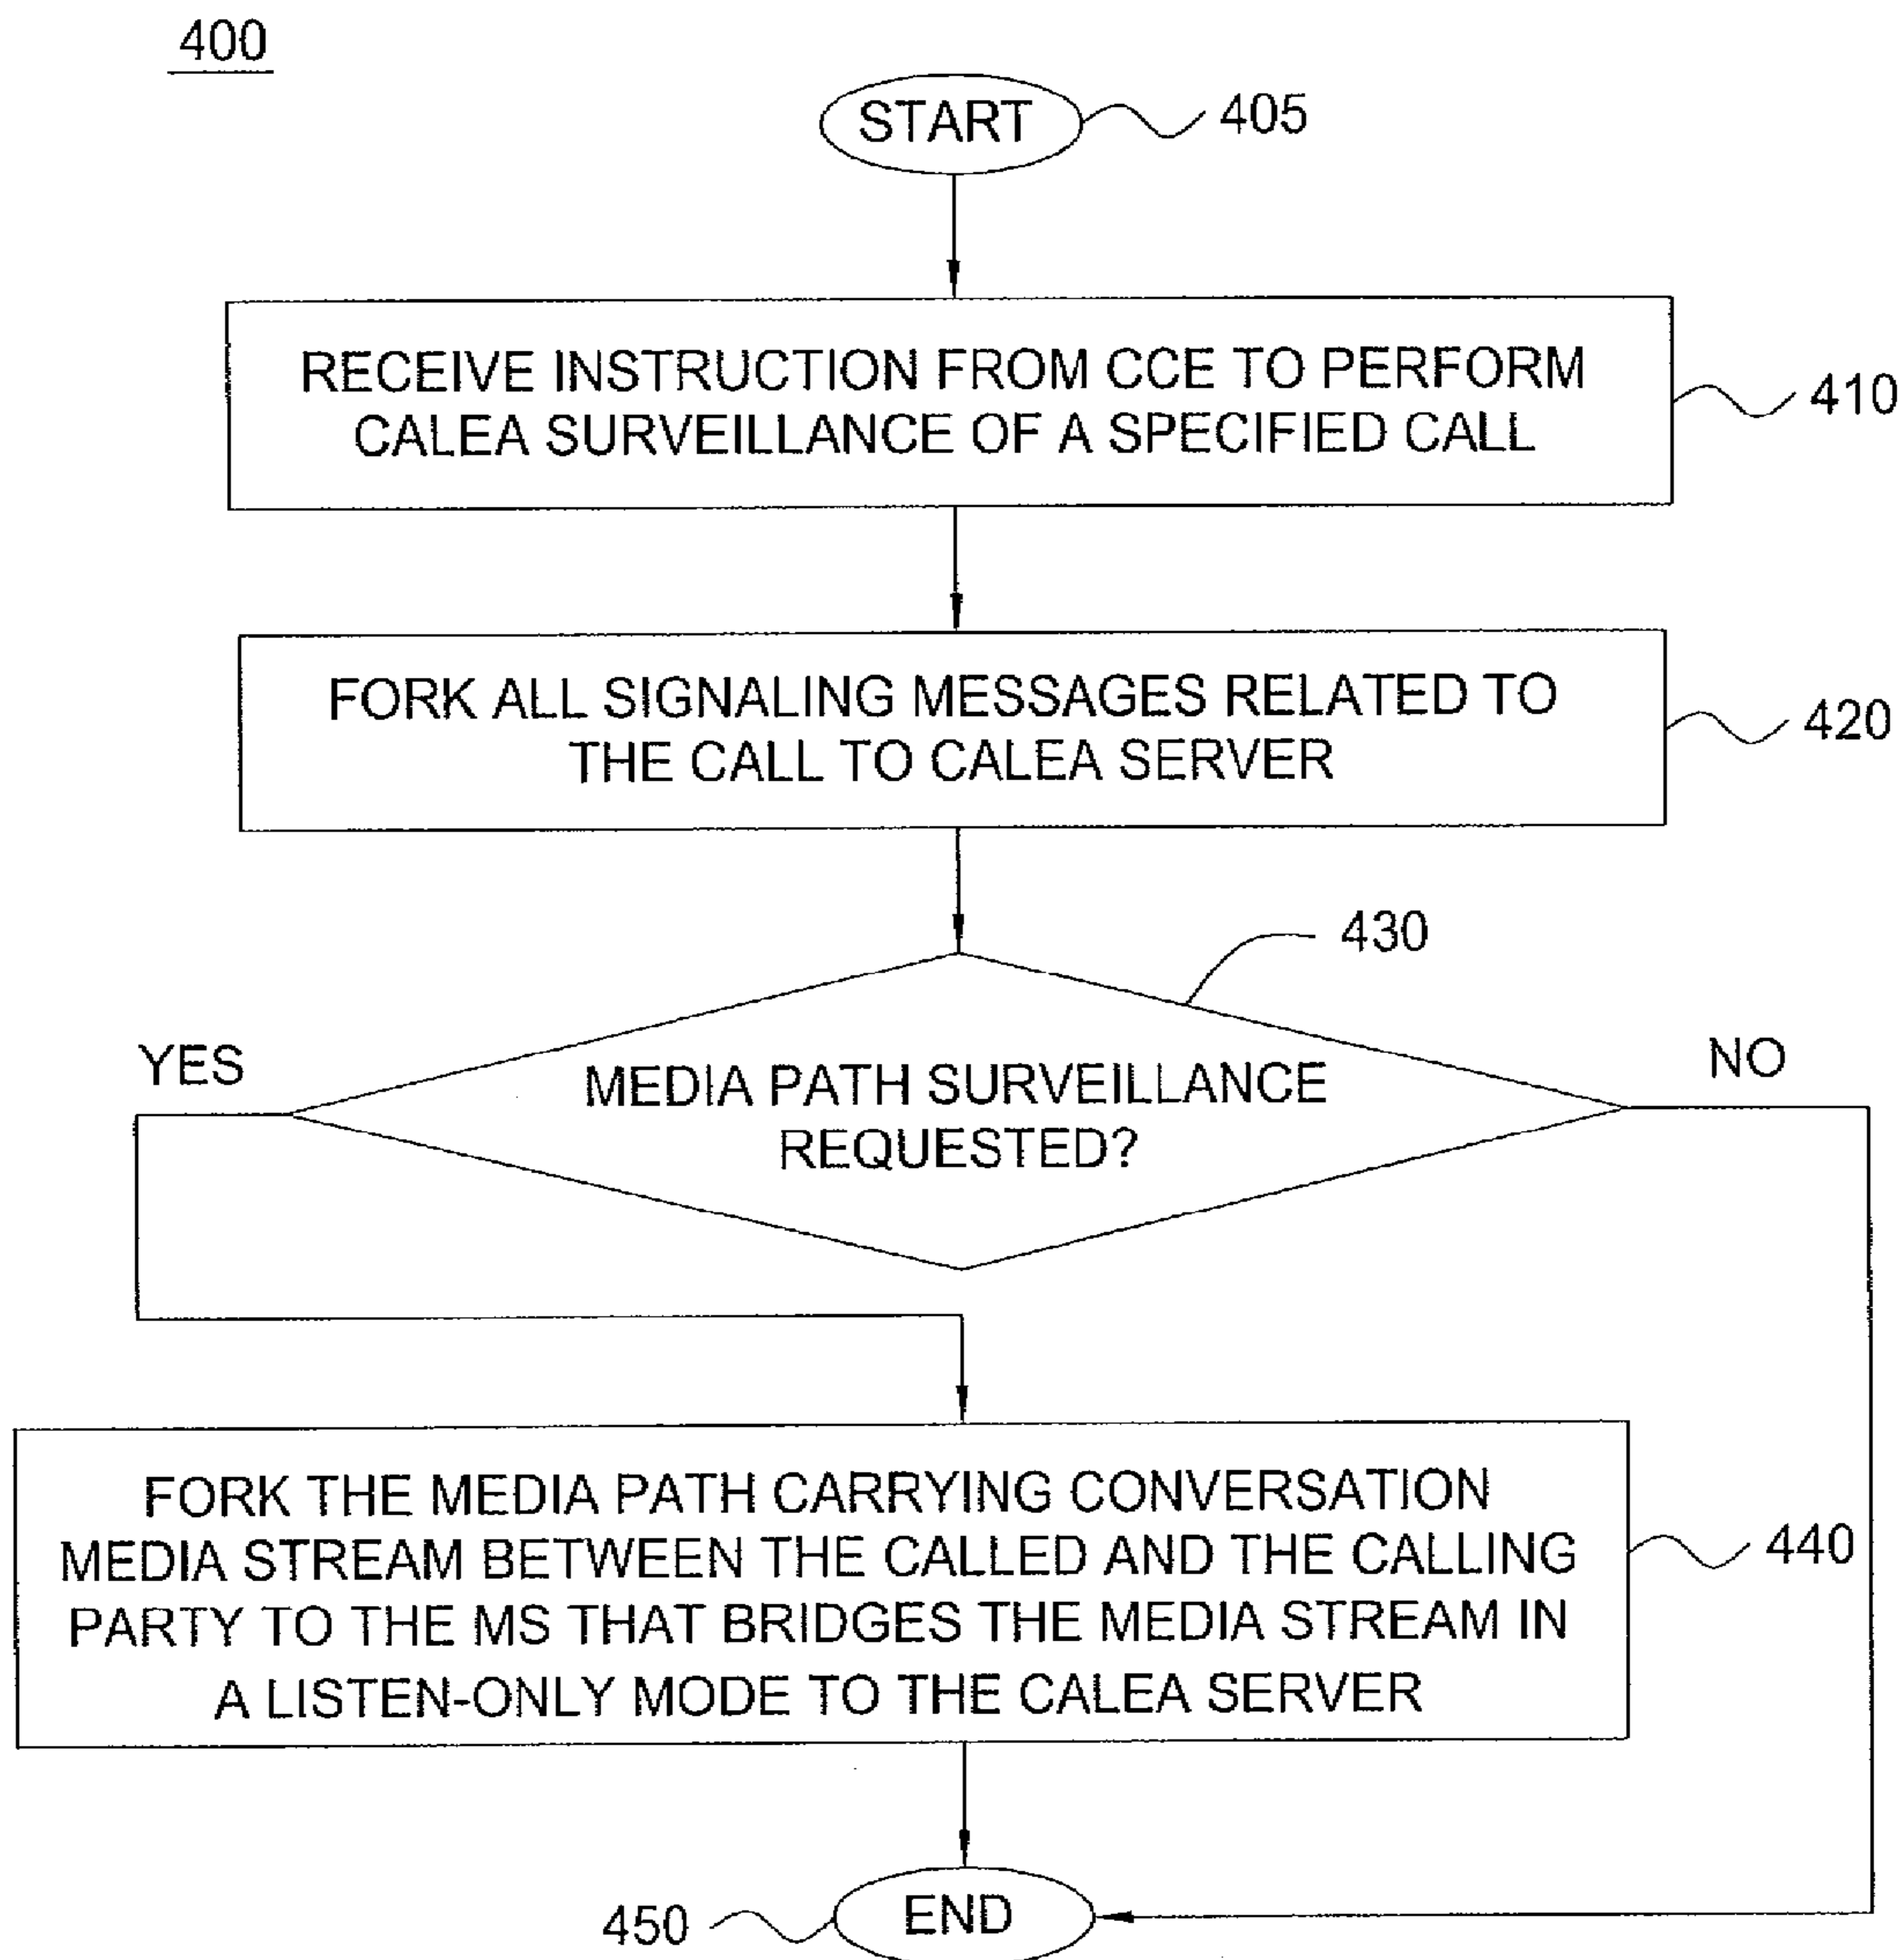 400
START
405
RECEIVE INSTRUCTION FROM CCE TO PERFORM
CALEA SURVEILLANCE OF A SPECIFIED CALL
410
FORK ALL SIGNALING MESSAGES RELATED TO
THE CALL TO CALEA SERVER
420
430
YES
NO
MEDIA PATH SURVEILLANCE
REQUESTED?
FORK THE MEDIA PATH CARRYING CONVERSATION
MEDIA STREAM BETWEEN THE CALLED AND THE CALLING
PARTY TO THE MS THAT BRIDGES THE MEDIA STREAM IN
A LISTEN-ONLY MODE TO THE CALEA SERVER
440
450
END